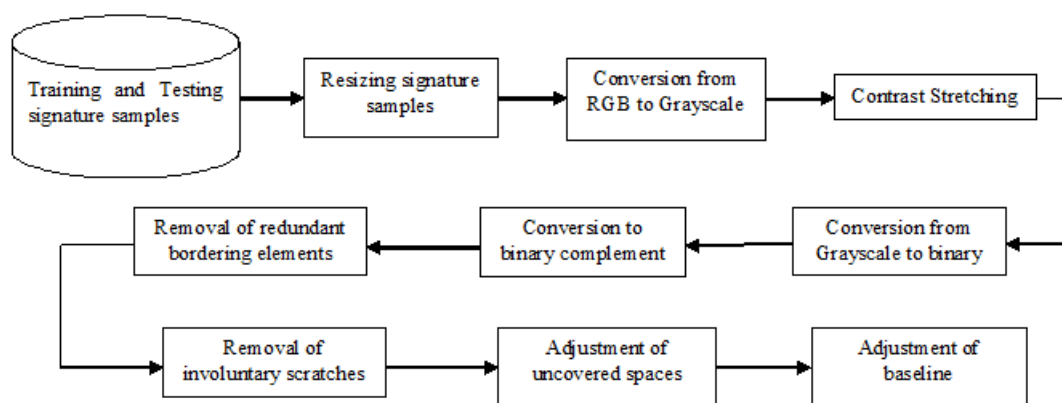 Training and Testing
signature samples
Resizing signature
samples
Conversion from
RGB to Grayscale
Contrast Stretching
Conversion from
Grayscale to binary
Conversion to
binary complement
Removal of redundant
bordering elements
Removal of
involuntary scratches
Adjustment of
uncovered spaces
Adjustment of
baseline